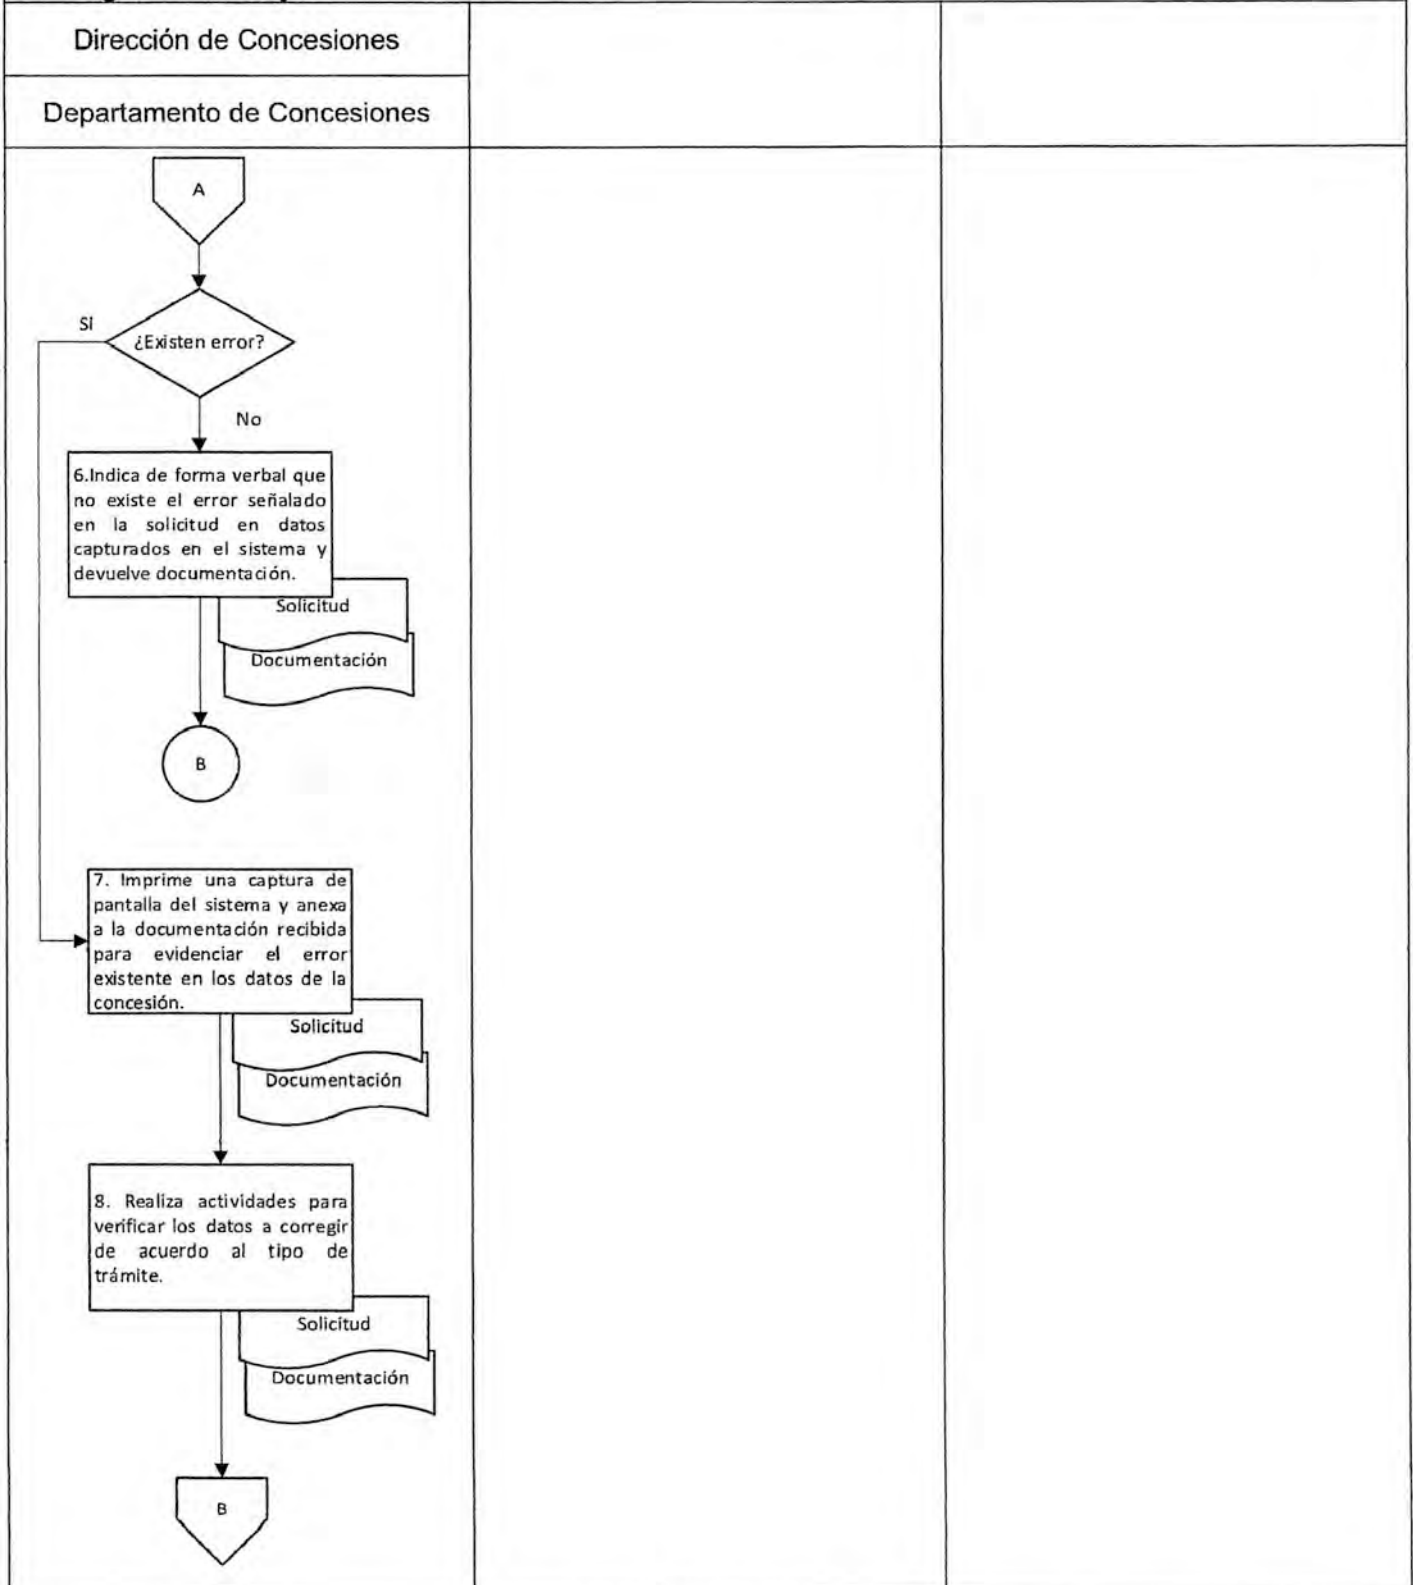 Dirección de Concesiones
Departamento de Concesiones
A
Si
¿Existen error?
No
6.Indica de forma verbal que
no existe el error señalado
en la solicitud en datos
capturados en el sistema y
devuelve documentación.
Solicitud
Documentación
B
7. Imprime una captura de
pantalla del sistema y anexa
a la documentación recibida
para evidenciar el error
existente en los datos de la
concesión.
Solicitud
Documentación
8. Realiza actividades para
verificar los datos a corregir
de acuerdo al tipo de
trámite.
Solicitud
Documentación
B